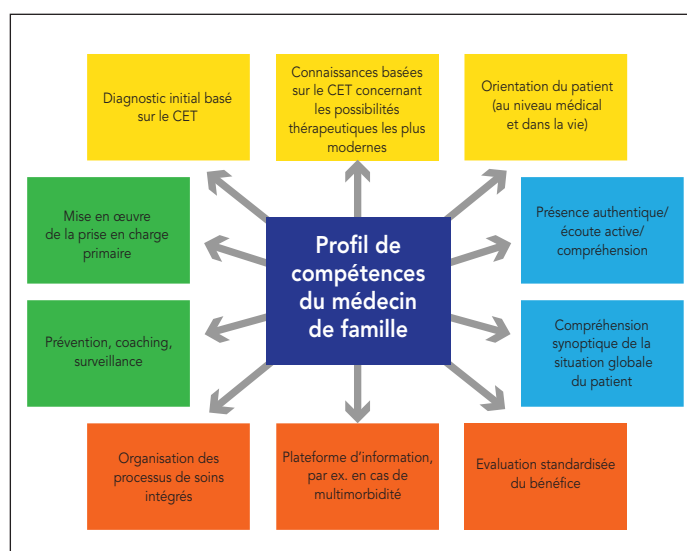 Diagnostic initial basé
sur le CET
Connaissances basées
sur le CET concernant
les possibilités
thérapeutiques les plus
modernes
Orientation du patient
(au niveau médical
et dans la vie)
Mise en œuvre
de la prise en charge
primaire
Profil de
compétences
du médecin
de famille
Présence authentique/
écoute active/
compréhension
Prévention, coaching,
surveillance
Compréhension
synoptique de la
situation globale
du patient
Organisation des
processus de soins
intégrés
Plateforme d’information,
par ex. en cas de
multimorbidité
Evaluation standardisée
du bénéfice